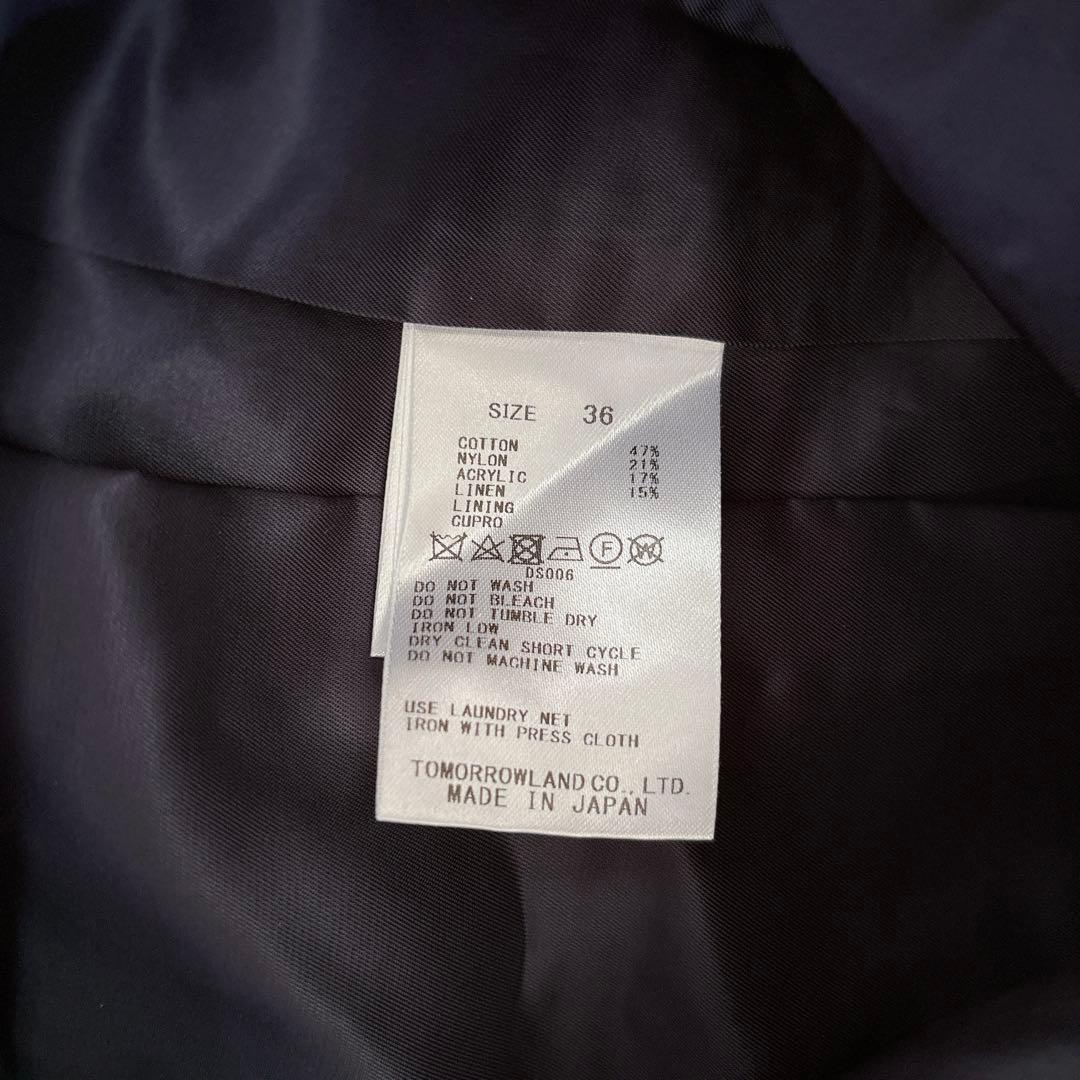 SIZE 36
COTTON 47%
NYLON 21%
ACRYLIC 17%
LINEN 15%
LINING
CUPRO
F W
DS006
DO NOT WASH
DO NOT BLEACH
DO NOT TUMBLE DRY
IRON LOW
DRY CLEAN SHORT CYCLE
DO NOT MACHINE WASH
USE LAUNDRY NET
IRON WITH PRESS CLOTH
TOMORROWLAND CO., LTD.
MADE IN JAPAN